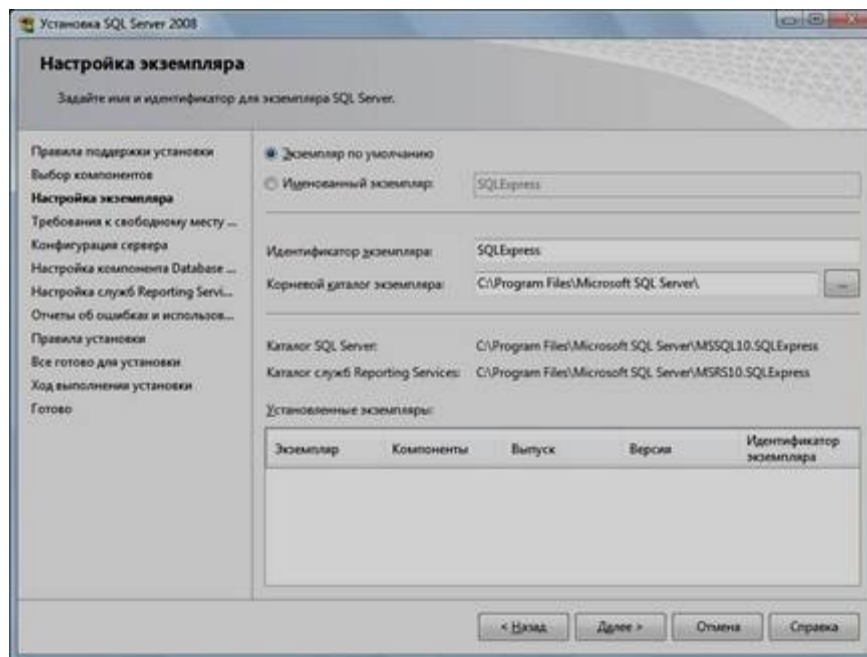 Установка SQL Server 2008
Настройка экземпляра
Задайте имя и идентификатор для экземпляра SQL Server.
Правила поддержки установки
Выбор компонентов
Настройка экземпляра
Требования к свободному месту ...
Конфигурация сервера
Настройка компонента Database ...
Настройка служб Reporting Servi...
Отчеты об ошибках и использов...
Правила установки
Все готово для установки
Ход выполнения установки
Готово
Экземпляр по умолчанию
Именованный экземпляр: SQLExpress
Идентификатор экземпляра: SQLExpress
Корневой каталог экземпляра: C:\Program Files\Microsoft SQL Server\ ...
Каталог SQL Server: C:\Program Files\Microsoft SQL Server\MSSQL10.SQLExpress
Каталог служб Reporting Services: C:\Program Files\Microsoft SQL Server\MSRS10.SQLExpress
Установленные экземпляры:
Экземпляр Компоненты Выпуск Версия Идентификатор экземпляра
< Назад Далее > Отмена Справка